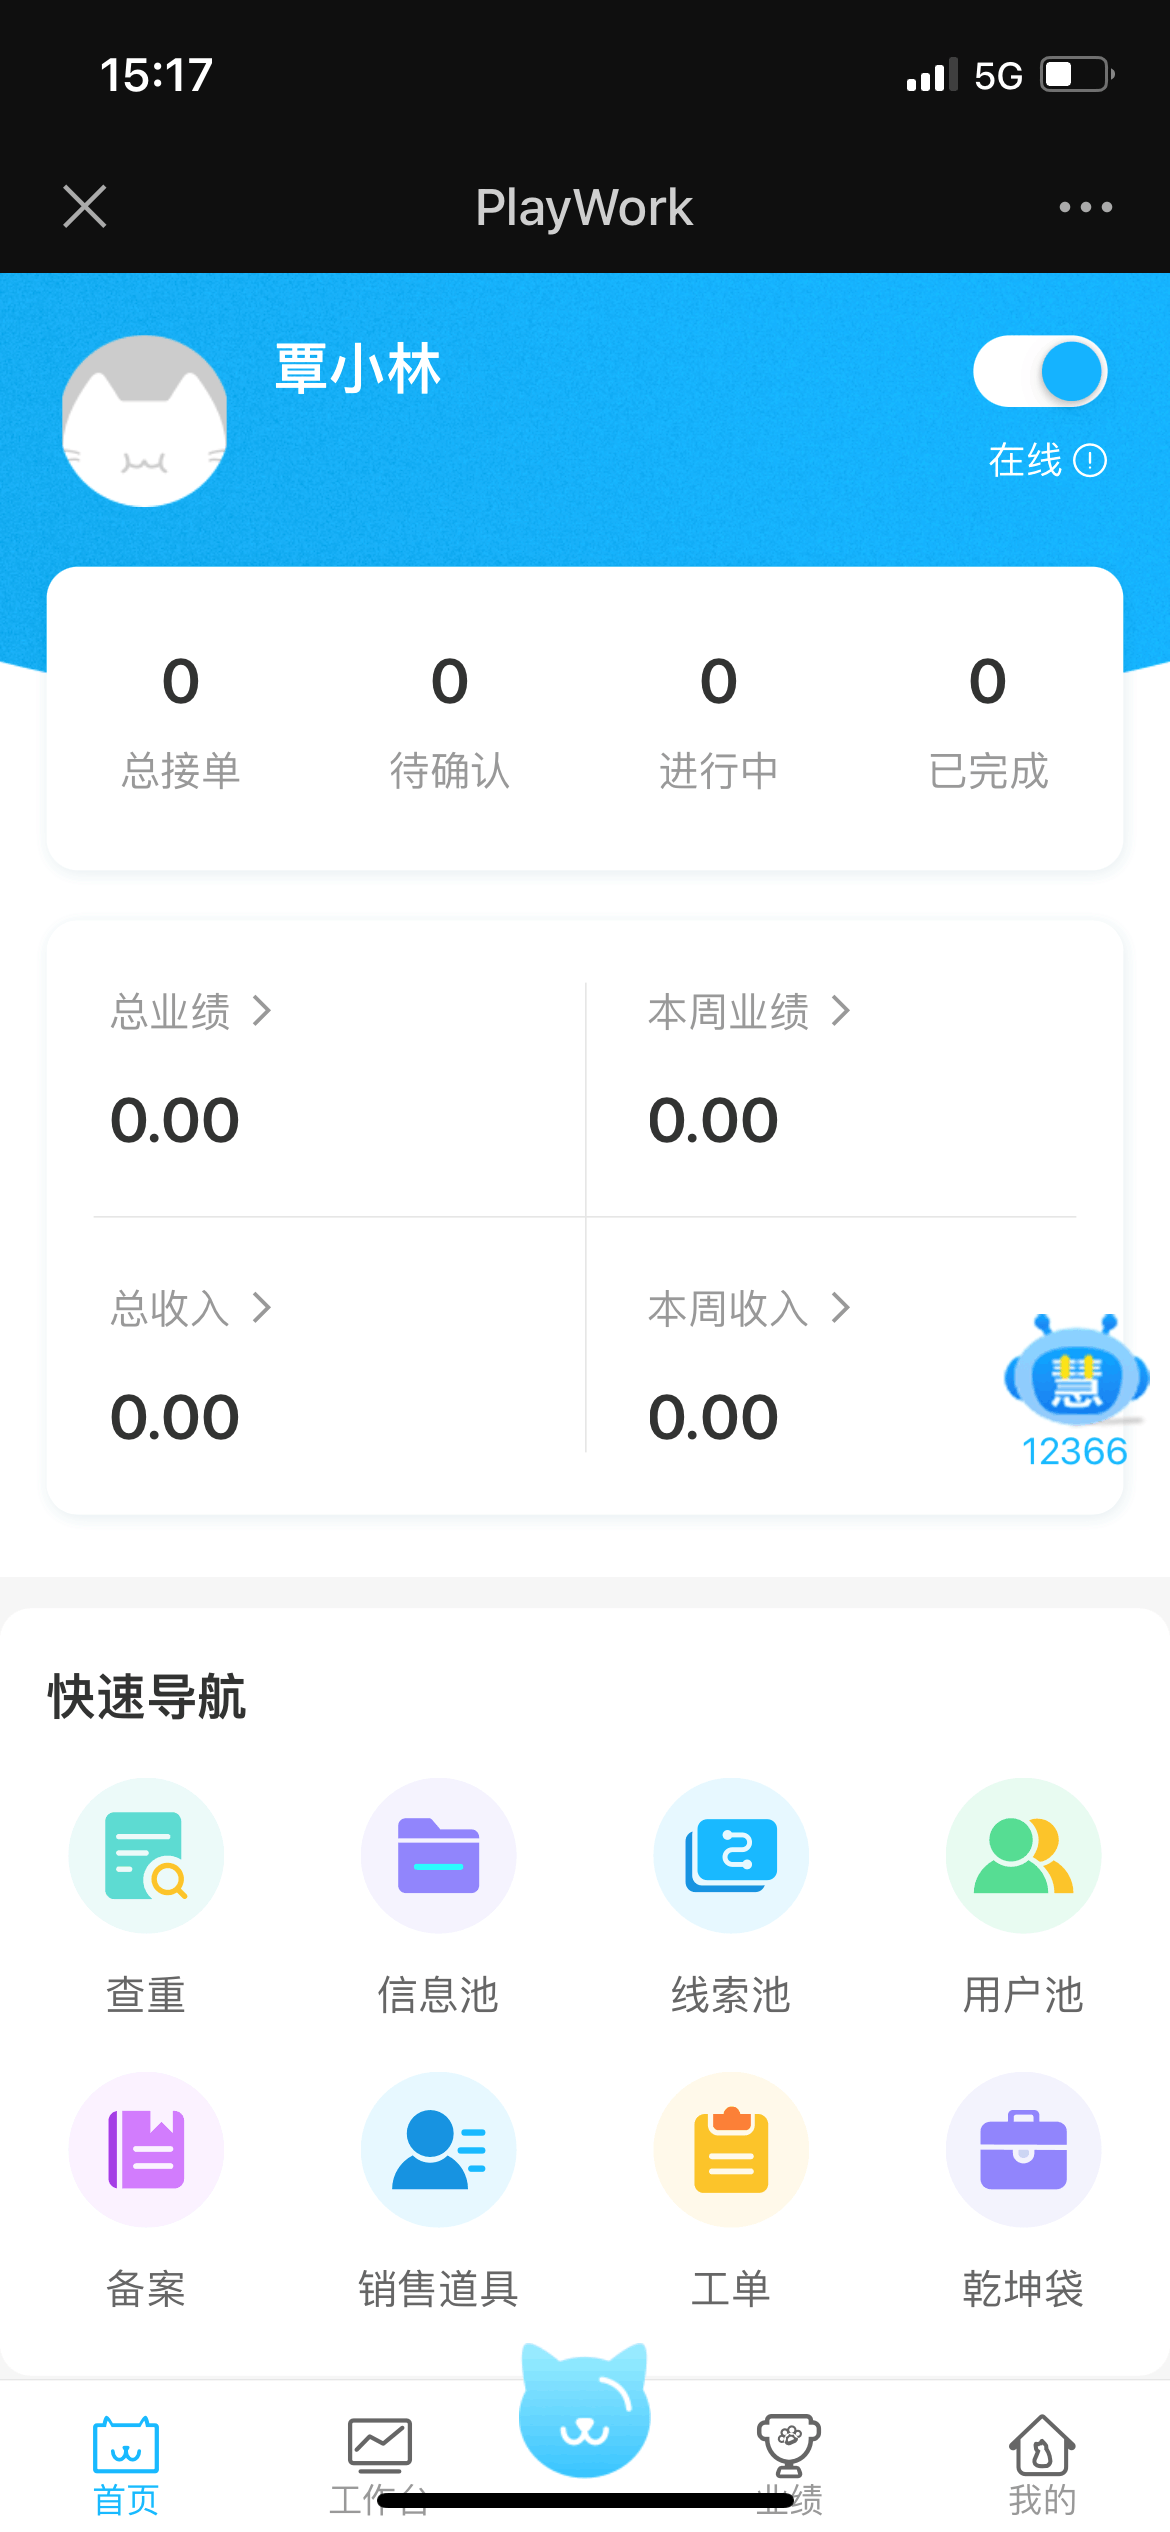 15:17
5G
PlayWork
覃小林
在线
0 0 0 0
总接单 待确认 进行中 已完成
总业绩 本周业绩
0.00 0.00
总收入 本周收入
0.00 0.00
慧
12366
快速导航
查重 信息池 线索池 用户池
备案 销售道具 工单 乾坤袋
首页 工作台 业绩 我的